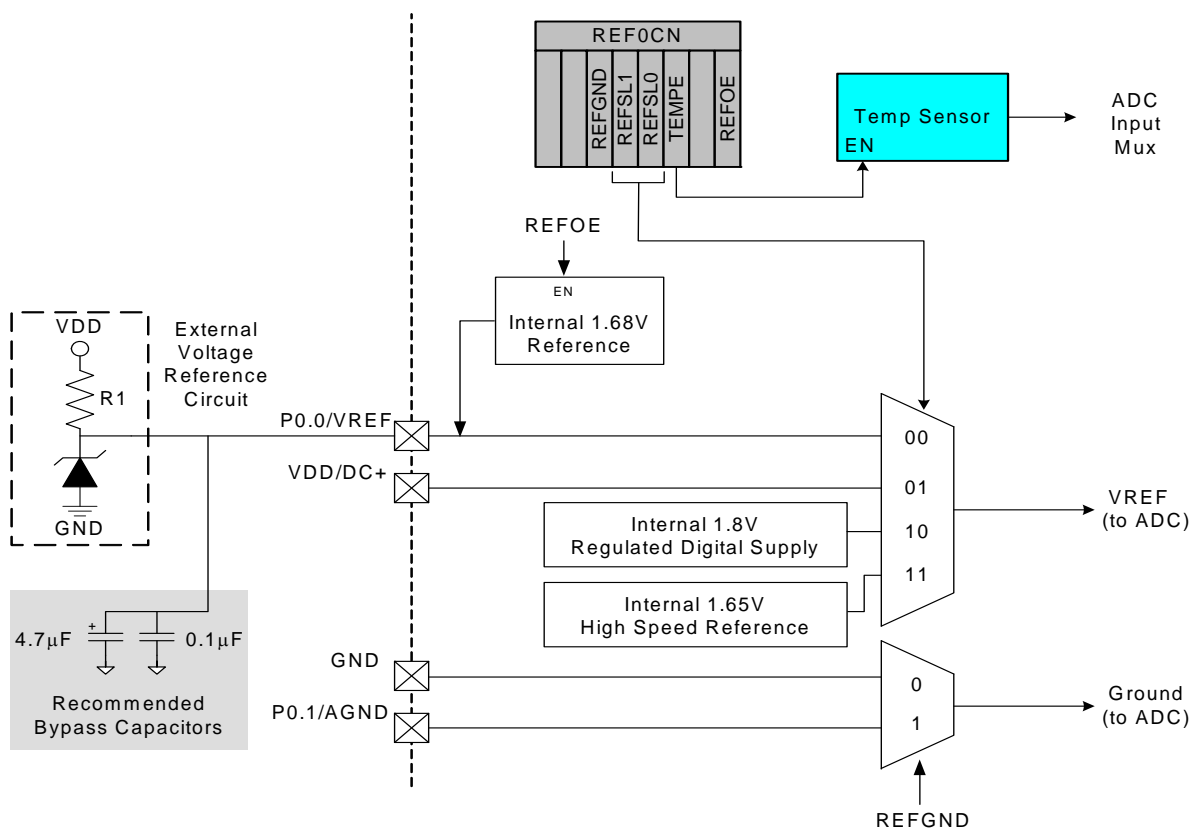 REF0CN
REFGND
REFSL1
REFSL0
TEMPE
REFOE
Temp Sensor
EN
ADC
Input
Mux
REFOE
EN
Internal 1.68V
Reference
VDD
R1
GND
External
Voltage
Reference
Circuit
P0.0/VREF
VDD/DC+
00
01
10
11
VREF
(to ADC)
Internal 1.8V
Regulated Digital Supply
Internal 1.65V
High Speed Reference
4.7μF
+
0.1μF
Recommended
Bypass Capacitors
GND
P0.1/AGND
0
1
Ground
(to ADC)
REFGND